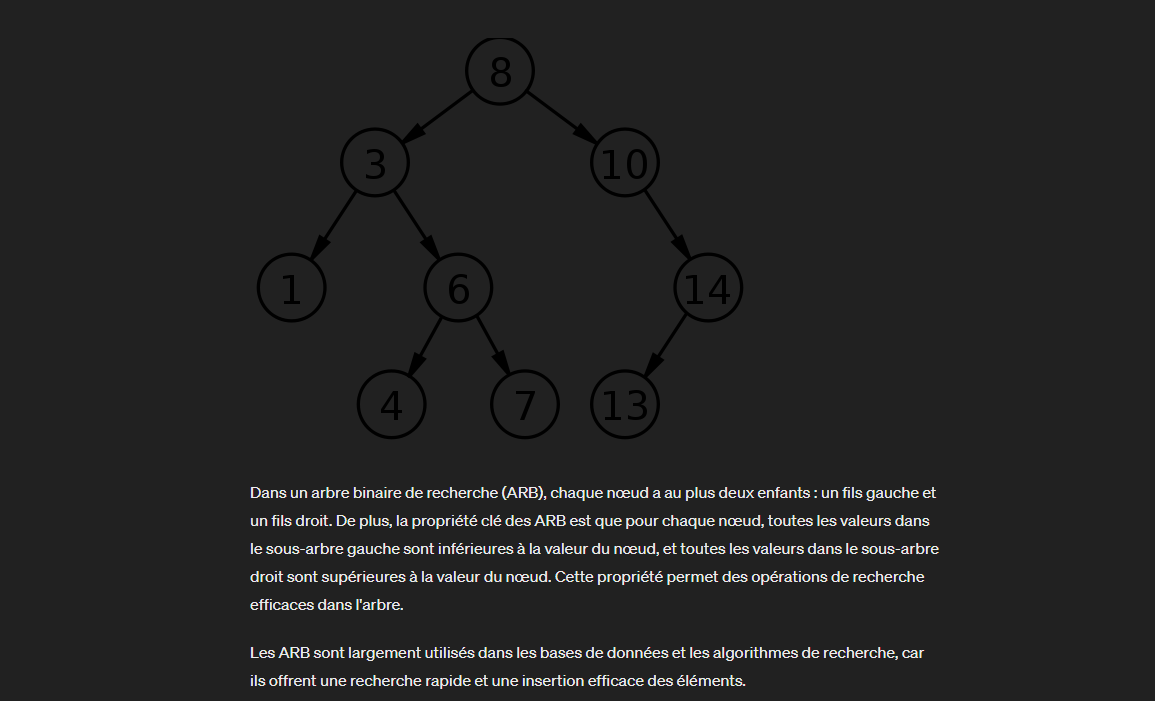 8
3 10
1 6 14
4 7 13
Dans un arbre binaire de recherche (ARB), chaque nœud a au plus deux enfants : un fils gauche et
un fils droit. De plus, la propriété clé des ARB est que pour chaque nœud, toutes les valeurs dans
le sous-arbre gauche sont inférieures à la valeur du nœud, et toutes les valeurs dans le sous-arbre
droit sont supérieures à la valeur du nœud. Cette propriété permet des opérations de recherche
efficaces dans l'arbre.
Les ARB sont largement utilisés dans les bases de données et les algorithmes de recherche, car
ils offrent une recherche rapide et une insertion efficace des éléments.